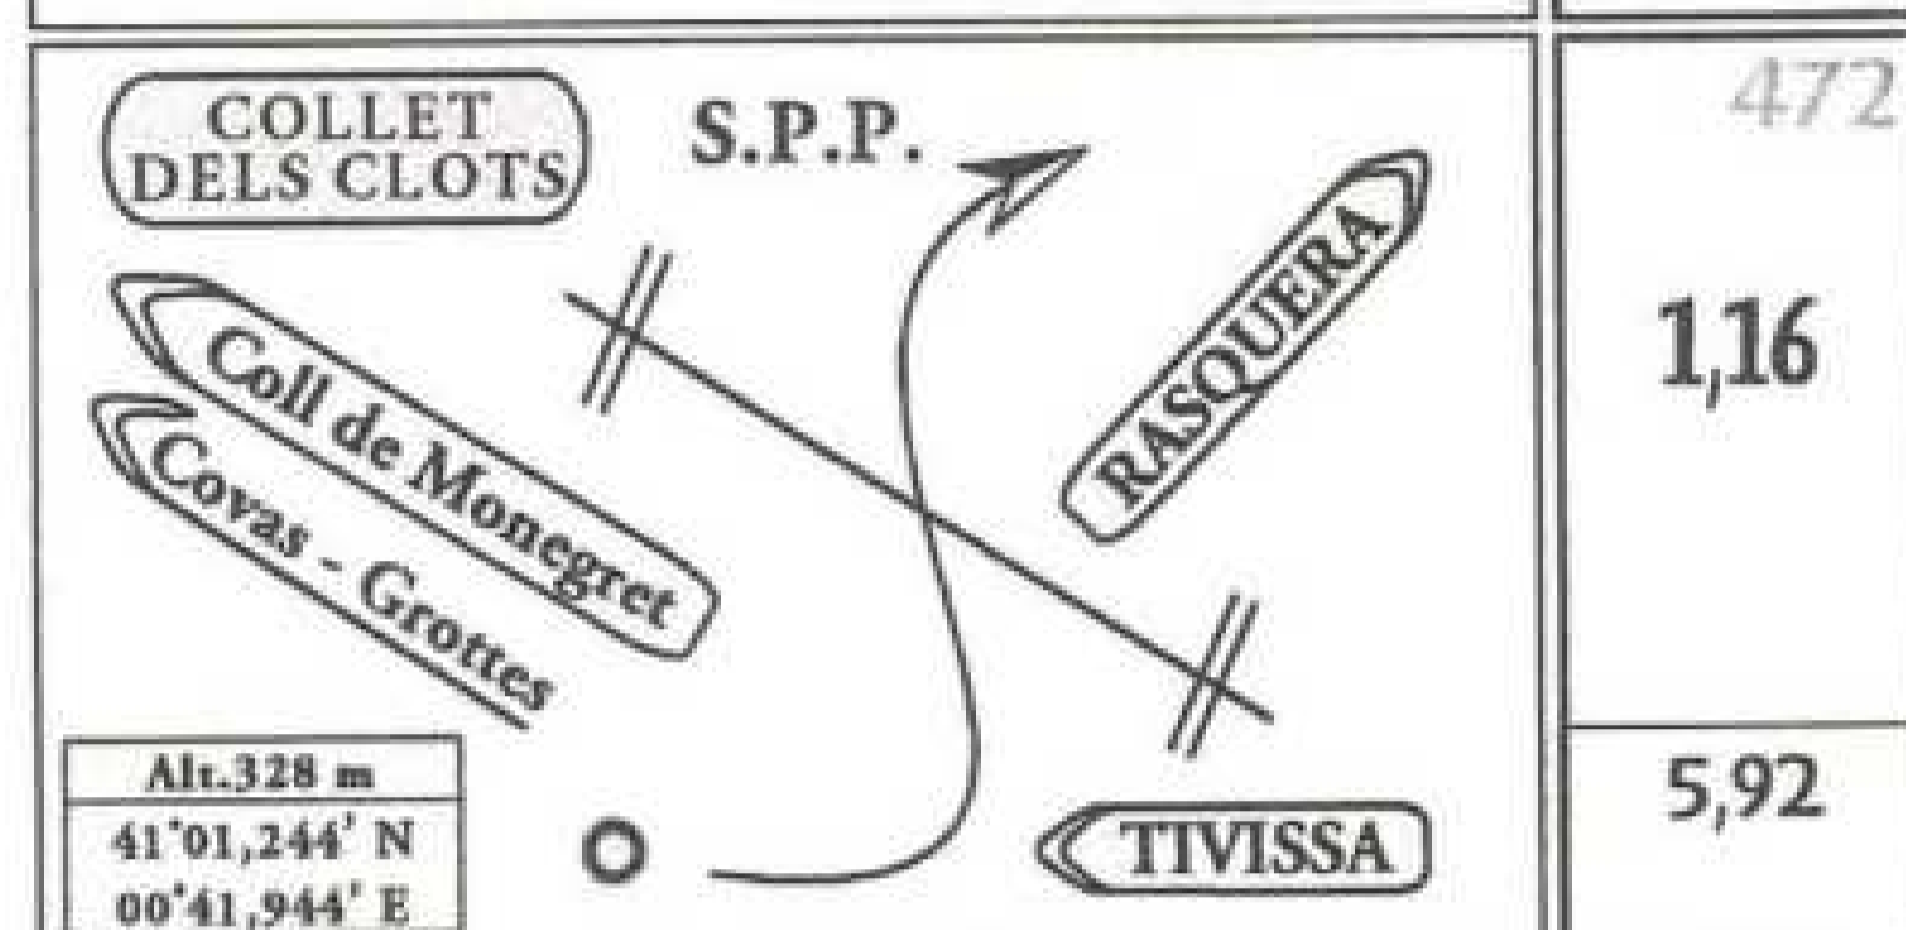 COLLET
DELS CLOTS
S.P.P.
472
RASQUERA
1,16
Coll de Monegret
Covas - Grottes
Alt.328 m
41°01,244' N
00°41,944' E
TIVISSA
5,92